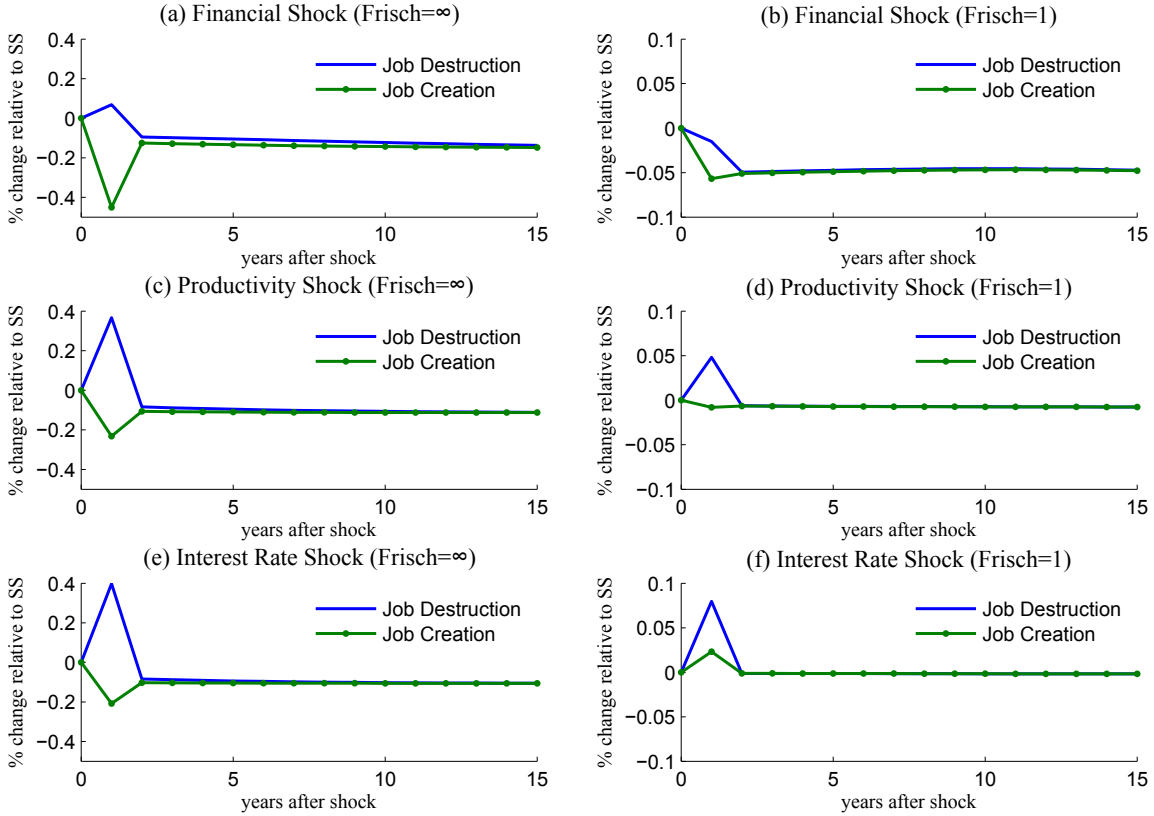 (a) Financial Shock (Frisch=∞)
% change relative to SS
0.4
0.2
0
−0.2
−0.4
Job Destruction
Job Creation
0
5
10
15
years after shock
(b) Financial Shock (Frisch=1)
% change relative to SS
0.1
0.05
0
−0.05
−0.1
Job Destruction
Job Creation
0
5
10
15
years after shock
(c) Productivity Shock (Frisch=∞)
% change relative to SS
0.4
0.2
0
−0.2
−0.4
Job Destruction
Job Creation
0
5
10
15
years after shock
(d) Productivity Shock (Frisch=1)
% change relative to SS
0.1
0.05
0
−0.05
−0.1
Job Destruction
Job Creation
0
5
10
15
years after shock
(e) Interest Rate Shock (Frisch=∞)
% change relative to SS
0.4
0.2
0
−0.2
−0.4
Job Destruction
Job Creation
0
5
10
15
years after shock
(f) Interest Rate Shock (Frisch=1)
% change relative to SS
0.1
0.05
0
−0.05
−0.1
Job Destruction
Job Creation
0
5
10
15
years after shock